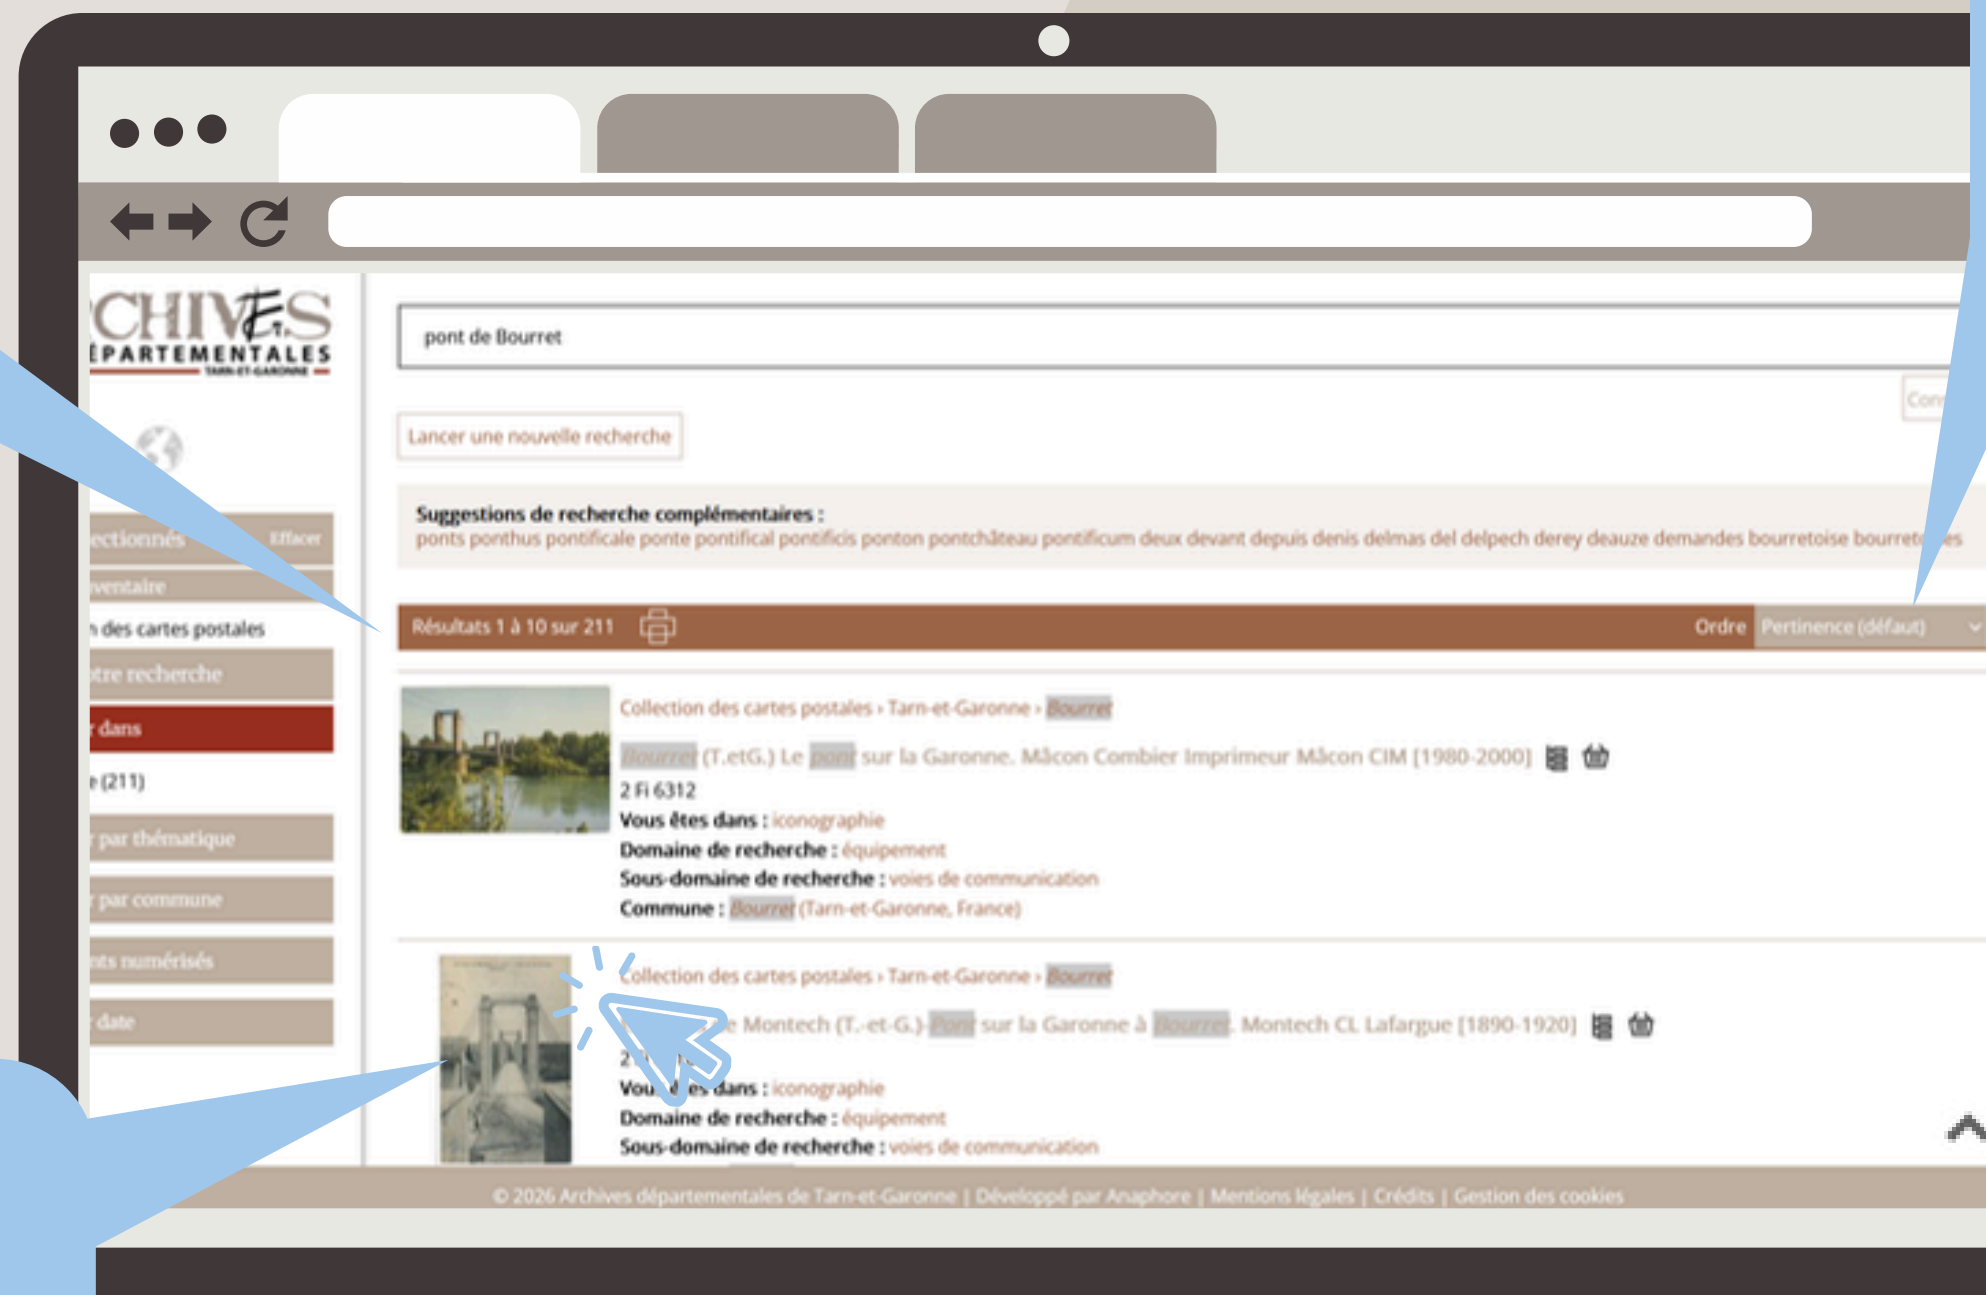 CHIVES
ÉPARTEMENTALES
TARN-ET-GARONNE
ectionnés Effacer
nventaire
des cartes postales
tre recherche
dans
(211)
par thématique
par commune
nts numérisés
date
pont de Bourret
Lancer une nouvelle recherche
Suggestions de recherche complémentaires :
ponts ponthus pontificale ponte pontifical pontificis ponton pontchâteau pontificum deux devant depuis denis delmas del delpech derey deauze demandes bourretoise
Résultats 1 à 10 sur 211 Ordre Pertinence (défaut)
Collection des cartes postales › Tarn-et-Garonne › Bourret
Bourret (T.etG.) Le pont sur la Garonne. Mâcon Combier Imprimeur Mâcon CIM [1980-2000]
2 Fi 6312
Vous êtes dans : iconographie
Domaine de recherche : équipement
Sous-domaine de recherche : voies de communication
Commune : Bourret (Tarn-et-Garonne, France)
Collection des cartes postales › Tarn-et-Garonne › Bourret
e Montech (T.-et-G.)- Pont sur la Garonne à Bourret. Montech CL Lafargue [1890-1920]
Vous êtes dans : iconographie
Domaine de recherche : équipement
Sous-domaine de recherche : voies de communication
© 2026 Archives départementales de Tarn-et-Garonne | Développé par Anaphore | Mentions légales | Crédits | Gestion des cookies